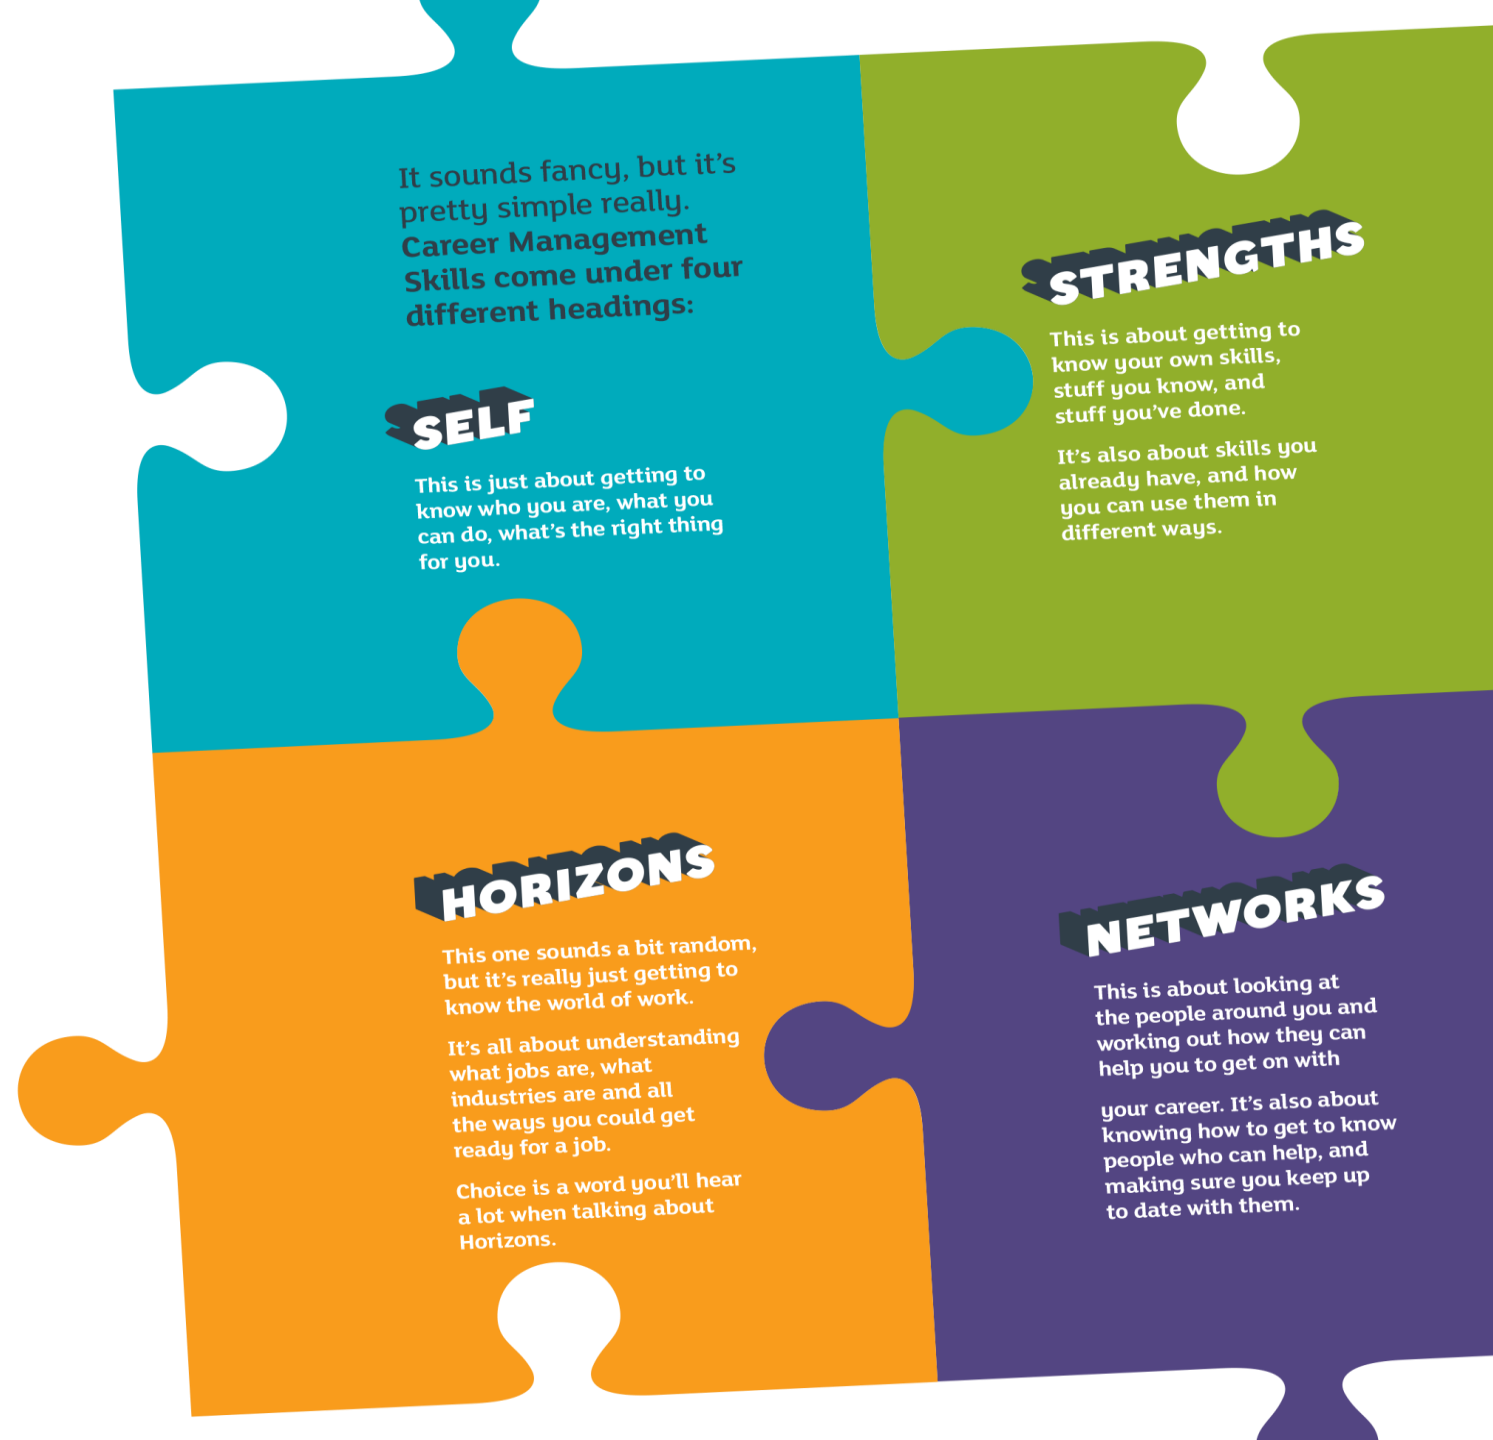 It sounds fancy, but it's
pretty simple really.
Career Management
Skills come under four
different headings:
SELF
This is just about getting to
know who you are, what you
can do, what's the right thing
for you.
STRENGTHS
This is about getting to
know your own skills,
stuff you know, and
stuff you've done.
It's also about skills you
already have, and how
you can use them in
different ways.
HORIZONS
This one sounds a bit random,
but it's really just getting to
know the world of work.
It's all about understanding
what jobs are, what
industries are and all
the ways you could get
ready for a job.
Choice is a word you'll hear
a lot when talking about
Horizons.
NETWORKS
This is about looking at
the people around you and
working out how they can
help you to get on with
your career. It's also about
knowing how to get to know
people who can help, and
making sure you keep up
to date with them.